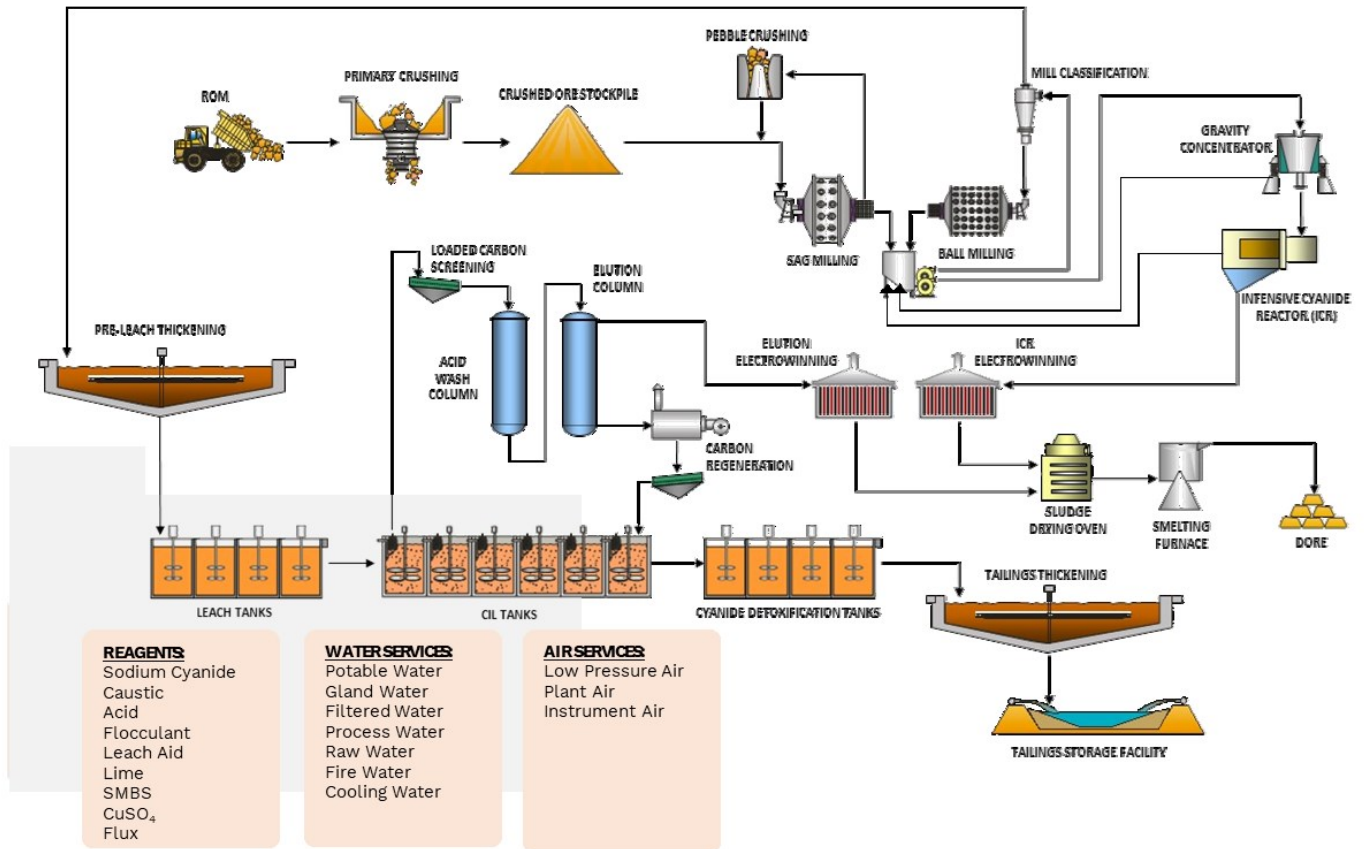 PEBBLE CRUSHING
PRIMARY CRUSHING
MILL CLASSIFICATION
ROM
CRUSHED ORE STOCKPILE
GRAVITY
CONCENTRATOR
LOADED CARBON
SCREENING
ELUTION
COLUMN
SAG MILLING
BALL MILLING
INTENSIVE CYANIDE
REACTOR (ICR)
PRE-LEACH THICKENING
ACID
WASH
COLUMN
ELUTION
ELECTROWINNING
ICR
ELECTROWINNING
CARBON
REGENERATION
SLUDGE
DRYING OVEN
SMELTING
FURNACE
DORE
LEACH TANKS
CIL TANKS
CYANIDE DETOXIFICATION TANKS
TAILINGS THICKENING
TAILINGS STORAGE FACILITY
REAGENTS:
Sodium Cyanide
Caustic
Acid
Flocculant
Leach Aid
Lime
SMBS
CuSO₄
Flux
WATER SERVICES:
Potable Water
Gland Water
Filtered Water
Process Water
Raw Water
Fire Water
Cooling Water
AIR SERVICES:
Low Pressure Air
Plant Air
Instrument Air